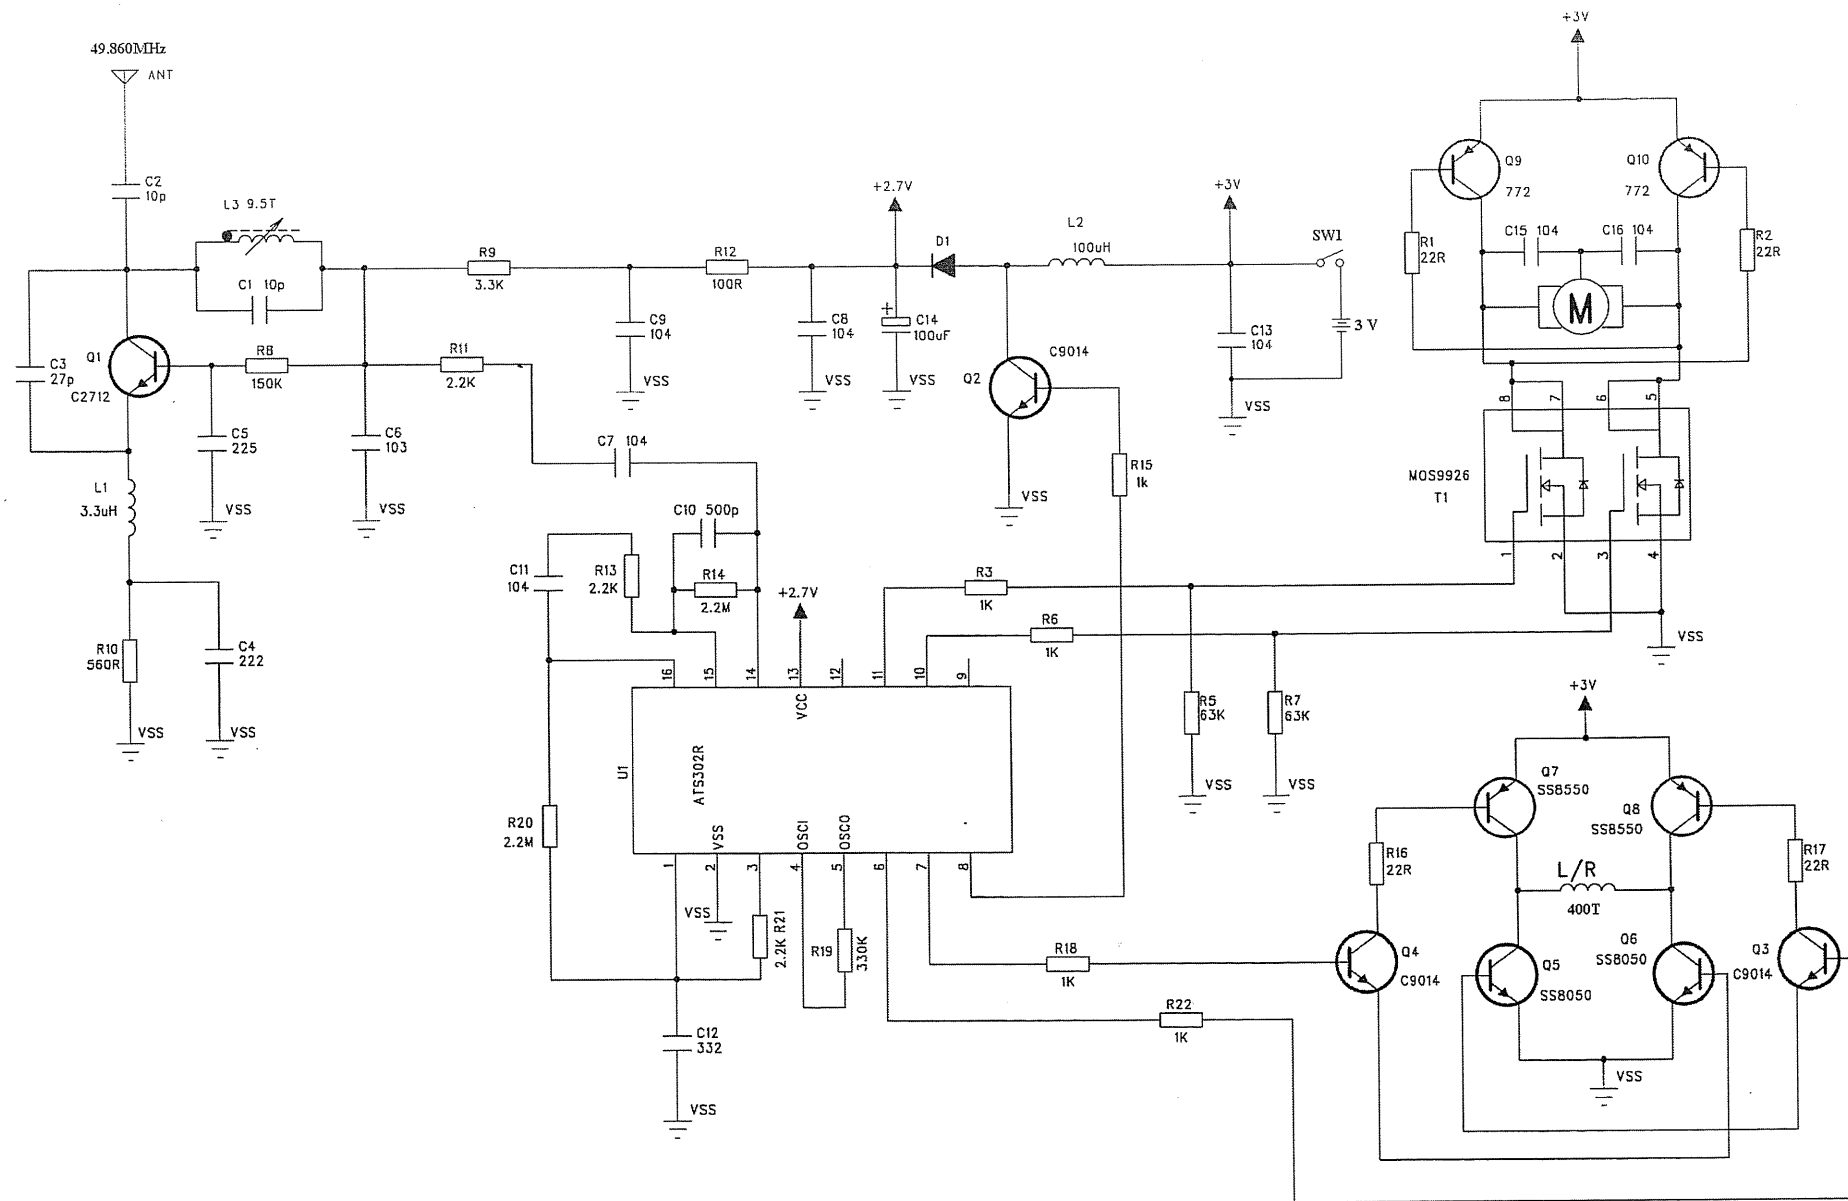 49.860MHz
ANT
C2
10p
L3 9.5T
C1 10p
R9
3.3K
R12
100R
+2.7V
D1
L2
100uH
+3V
SW1
3 V
C13
104
VSS
C9
104
VSS
C8
104
VSS
C14
100uF
VSS
+
Q2
C9014
VSS
R15
1k
C3
27p
Q1
C2712
R8
150K
R11
2.2K
C5
225
VSS
C6
103
VSS
C7 104
L1
3.3uH
R10
560R
VSS
C4
222
VSS
C10 500p
C11
104
R13
2.2K
R14
2.2M
+2.7V
16
15
14
13
12
11
10
9
VCC
U1
ATS302R
VSS
OSCI
OSCO
1
2
3
4
5
6
7
8
R20
2.2M
VSS
2.2K R21
R19
330K
C12
332
VSS
R3
1K
R6
1K
R5
63K
VSS
R7
63K
VSS
R18
1K
R22
1K
+3V
Q9
772
Q10
772
R1
22R
C15 104
C16 104
R2
22R
M
8
7
6
5
MOS9926
T1
1
2
3
4
VSS
+3V
Q7
SS8550
Q8
SS8550
R16
22R
R17
22R
L/R
400T
Q4
C9014
Q5
SS8050
Q6
SS8050
Q3
C9014
VSS